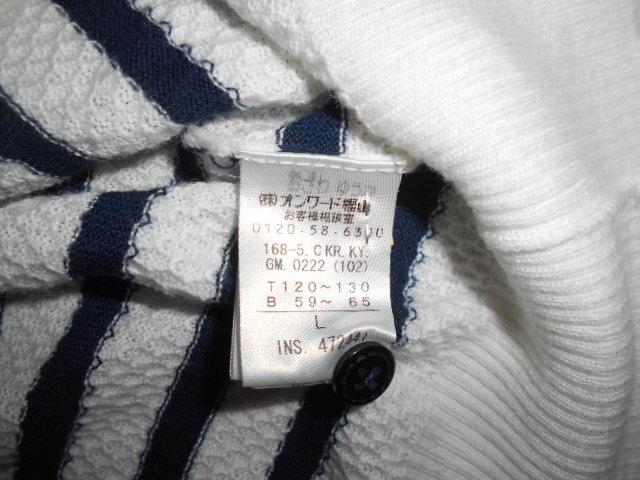 ㈱オンワード樫山
お客様相談室
0120-58-6300
168-5. CKR. KY.
GM. 0222 (102)
T120〜130
B 59〜 65
L
INS.